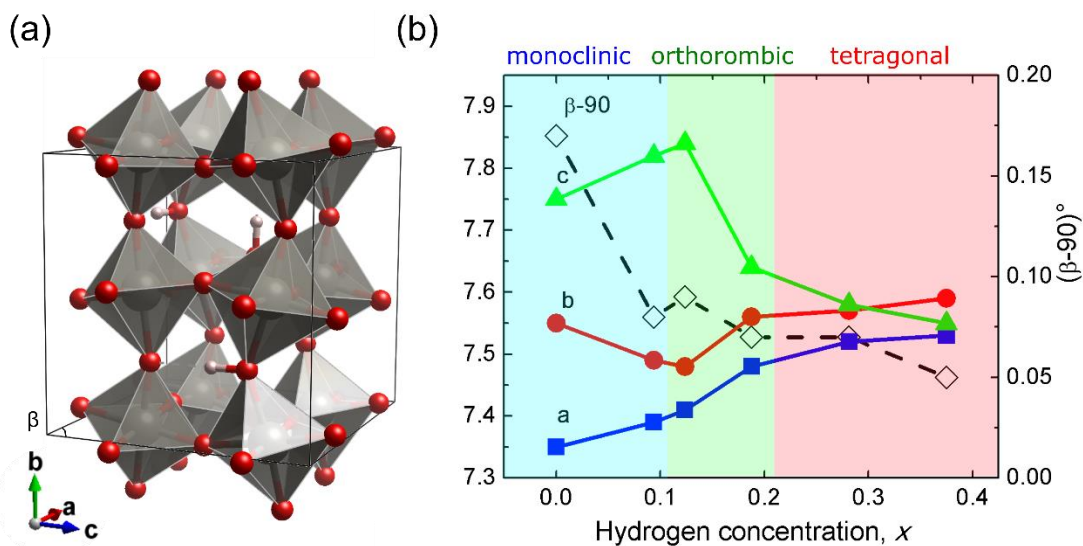 (a)
β
b
a
c
(b)
monoclinic orthorombic tetragonal
β-90
c
b
a
7.9
7.8
7.7
7.6
7.5
7.4
7.3
0.20
0.15
0.10
0.05
0.00
(β-90)°
0.0 0.1 0.2 0.3 0.4
Hydrogen concentration, x